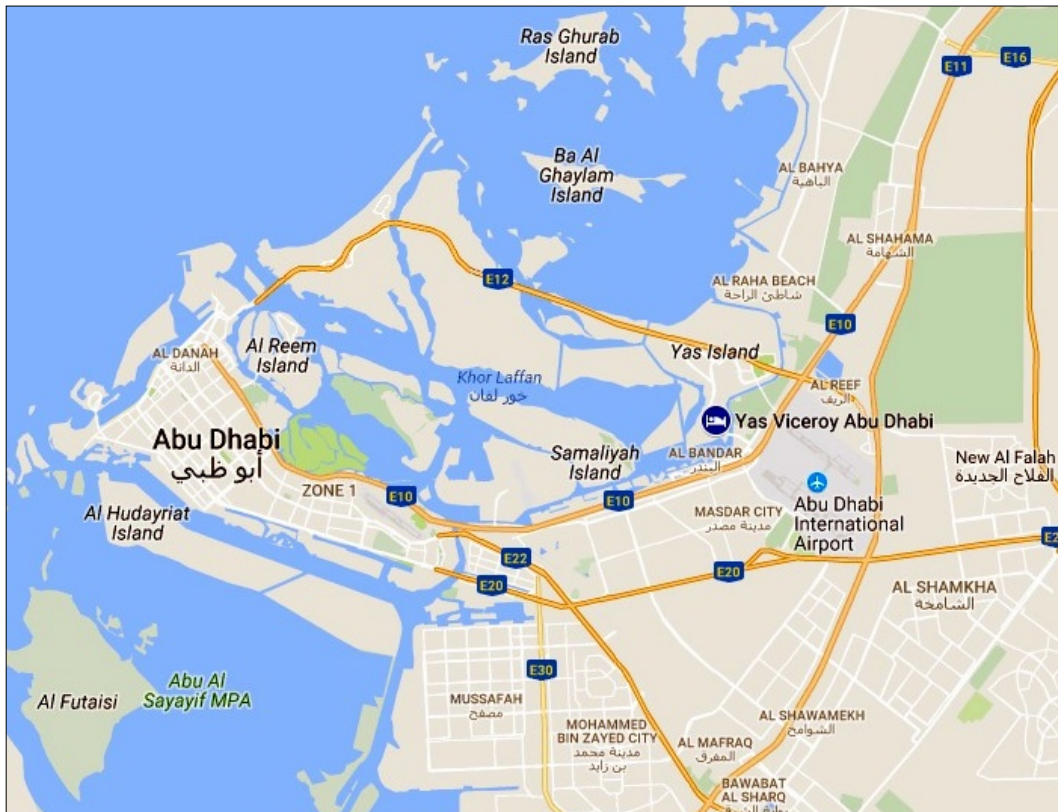 Ras Ghurab
Island
E16
E11
Ba Al
Ghaylam
Island
AL BAHYA
الباهية
AL SHAHAMA
الشهامة
E12
AL RAHA BEACH
شاطئ الراحة
E10
AL DANAH
الدانة
Al Reem
Island
Yas Island
Khor Laffan
خور لفان
AL REEF
الريف
Yas Viceroy Abu Dhabi
Abu Dhabi
أبو ظبي
Samaliyah
Island
AL BANDAR
البندر
New Al Falah
الفلاح الجديدة
ZONE 1
E10
E10
Al Hudayriat
Island
MASDAR CITY
مدينة مصدر
Abu Dhabi
International
Airport
E22
E20
E20
AL SHAMKHA
الشامخة
E30
Abu Al
Sayayif MPA
Al Futaisi
MUSSAFAH
مصفح
MOHAMMED
BIN ZAYED CITY
مدينة محمد
بن زايد
AL SHAWAMEKH
الشوامخ
AL MAFRAQ
المفرق
BAWABAT
AL SHARQ